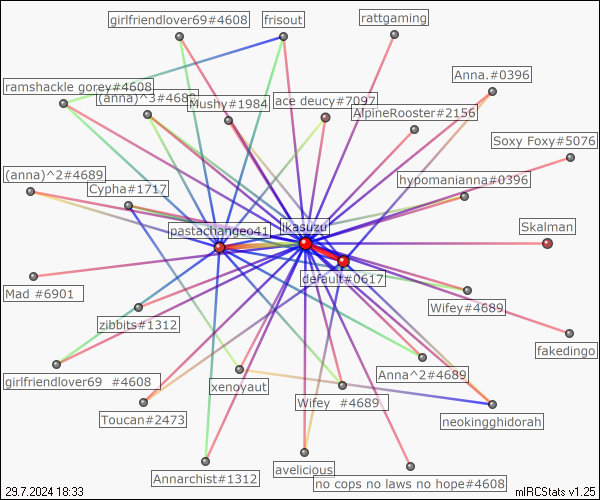 girlfriendlover69#4608
frisout
rattgaming
Anna.#0396
ramshackle gorey#4608
(anna)^3#4689
Mushy#1984
ace deucy#7097
AlpineRooster#2156
Soxy Foxy#5076
(anna)^2#4689
Cypha#1717
hypomanianna#0396
pastachangeo41
Ikasuzu
Skalman
default#0617
Mad #6901
zibbits#1312
Wifey#4689
fakedingo
girlfriendlover69 #4608
xenoyaut
Anna^2#4689
Wifey #4689
Toucan#2473
neokingghidorah
Annarchist#1312
avelicious
no cops no laws no hope#4608
29.7.2024 18:33
mIRCStats v1.25